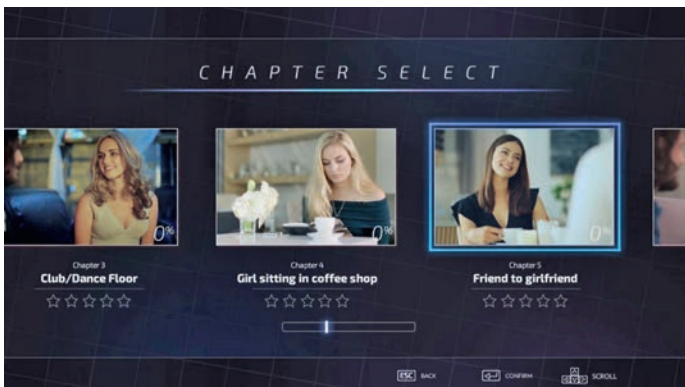 CHAPTER SELECT
0%
0%
0%
Chapter 3
Club/Dance Floor
Chapter 4
Girl sitting in coffee shop
Chapter 5
Friend to girlfriend
ESC BACK
CONFIRM
SCROLL